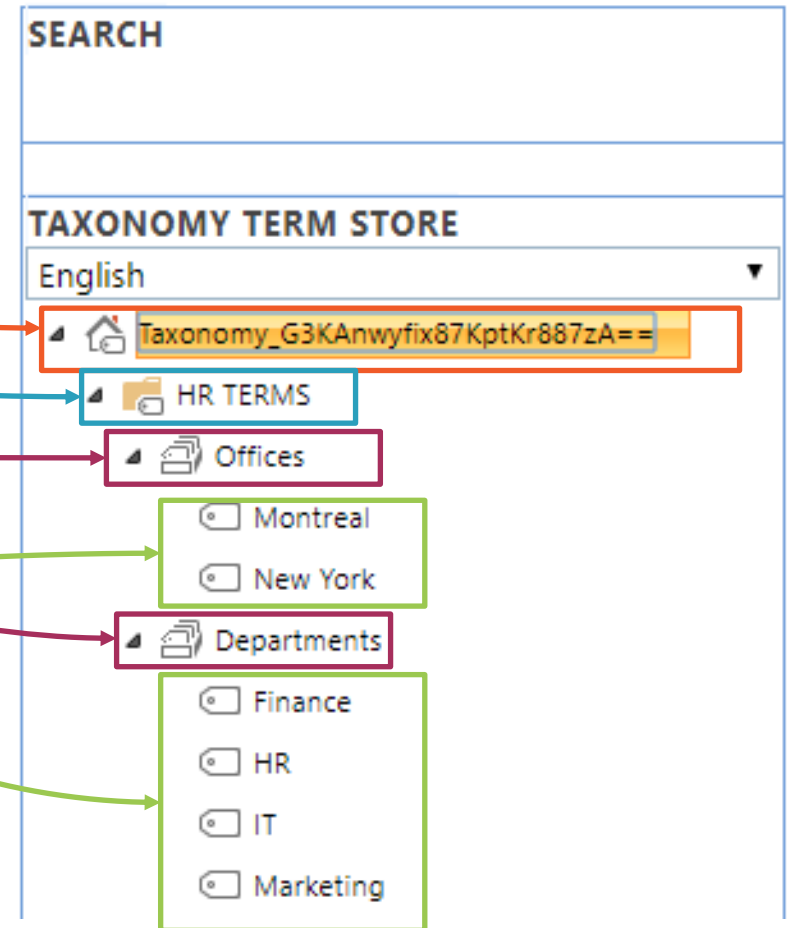 SEARCH
TAXONOMY TERM STORE
English
Taxonomy_G3KAnwyfix87KptKr887zA==
HR TERMS
Offices
Montreal
New York
Departments
Finance
HR
IT
Marketing